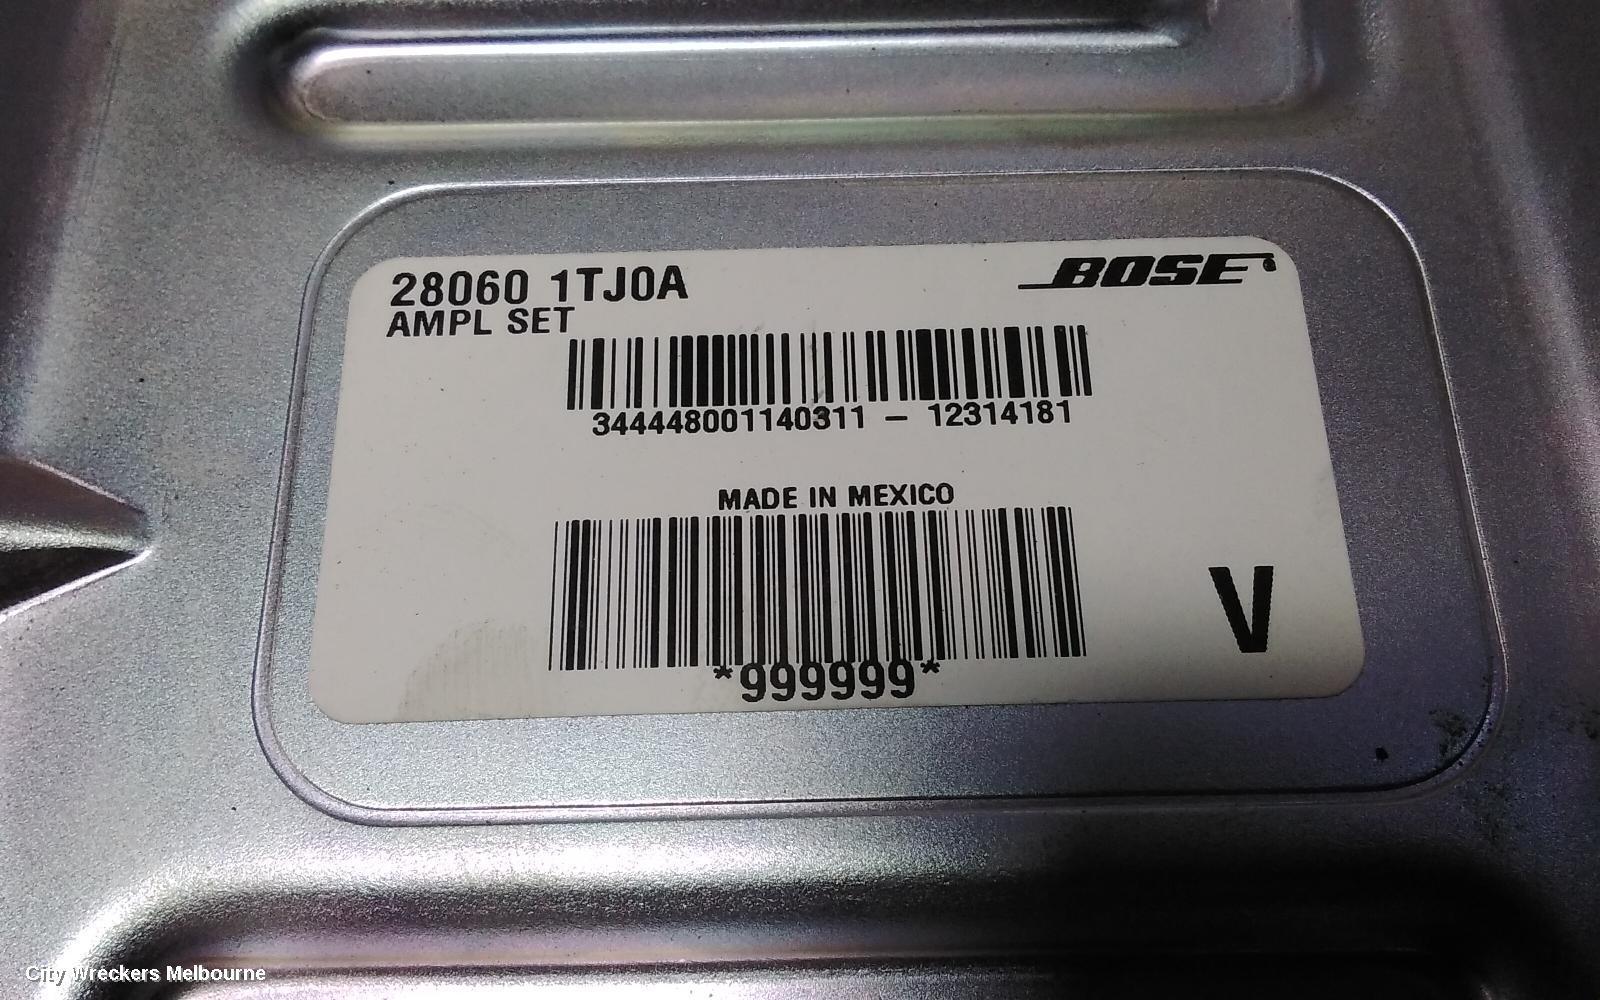 28060 1TJ0A
BOSE
AMPL SET
344448001140311 - 12314181
MADE IN MEXICO
V
*999999*
City Wreckers Melbourne